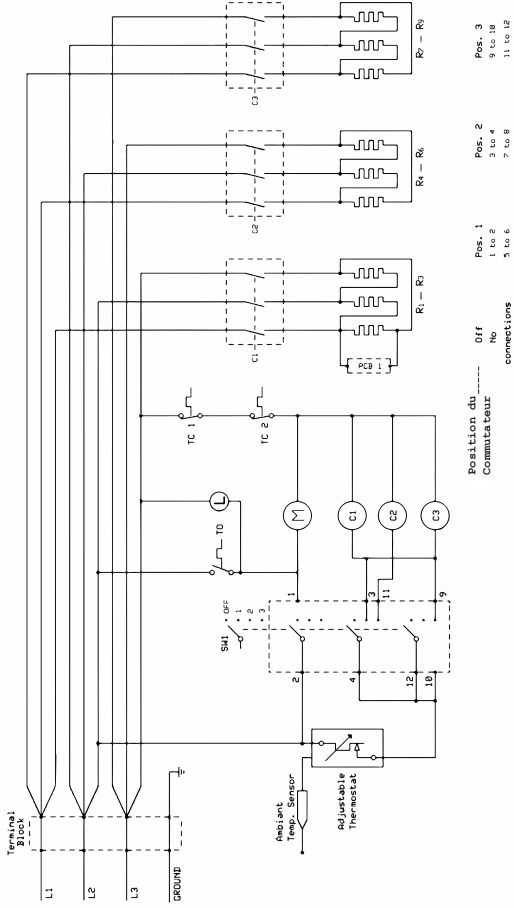 Terminal
Block
L1
L2
L3
GROUND
Ambient
Temp. Sensor
Adjustable
Thermostat
SW1
OFF
1
2
3
2
4
12
10
1
3
11
9
TO
L
M
C1
C2
C3
TC 1
TC 2
PCB 1
C1
R1 - R3
C2
R4 - R6
C3
R7 - R9
Position du -----
Commutateur
Off
No
connections
Pos. 1
1 to 2
5 to 6
Pos. 2
3 to 4
7 to 8
Pos. 3
9 to 10
11 to 12